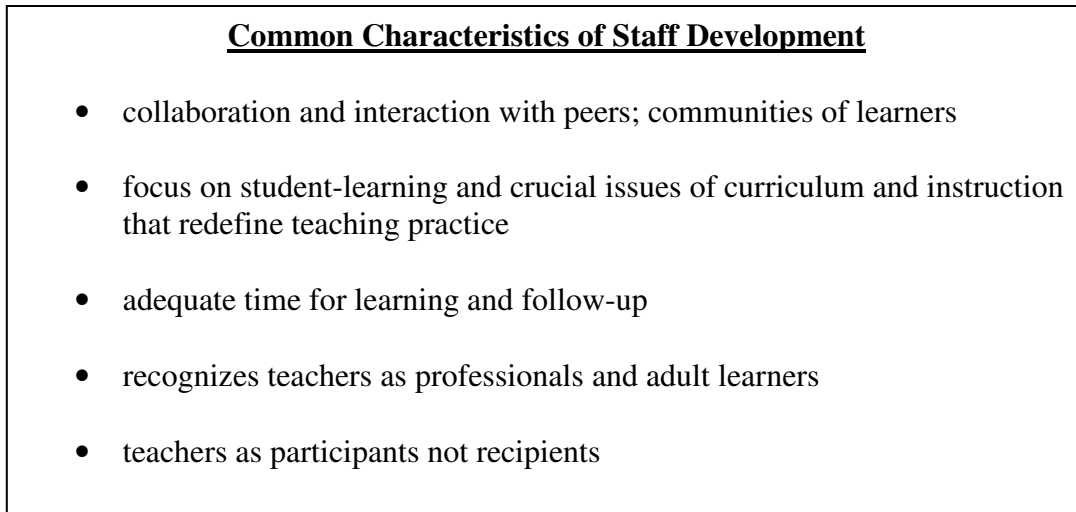 Common Characteristics of Staff Development
• collaboration and interaction with peers; communities of learners
• focus on student-learning and crucial issues of curriculum and instruction
that redefine teaching practice
• adequate time for learning and follow-up
• recognizes teachers as professionals and adult learners
• teachers as participants not recipients